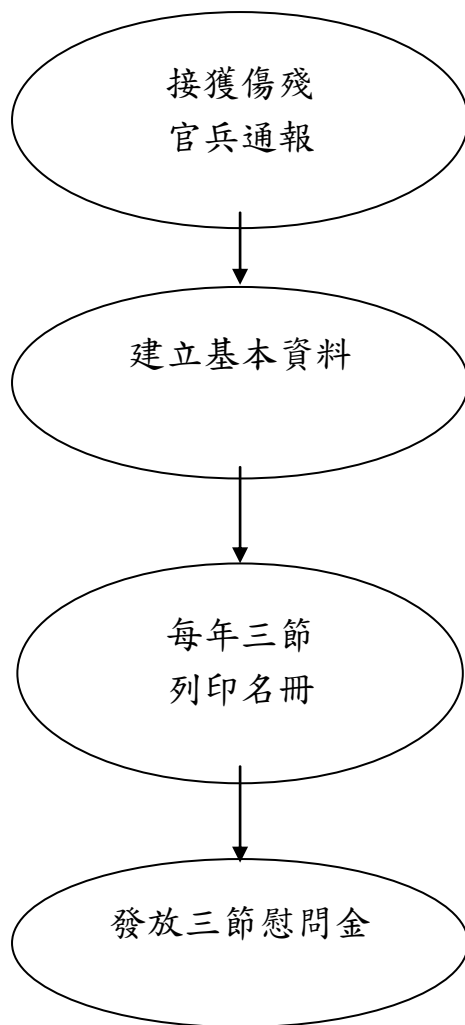 接獲傷殘
官兵通報
建立基本資料
每年三節
列印名冊
發放三節慰問金